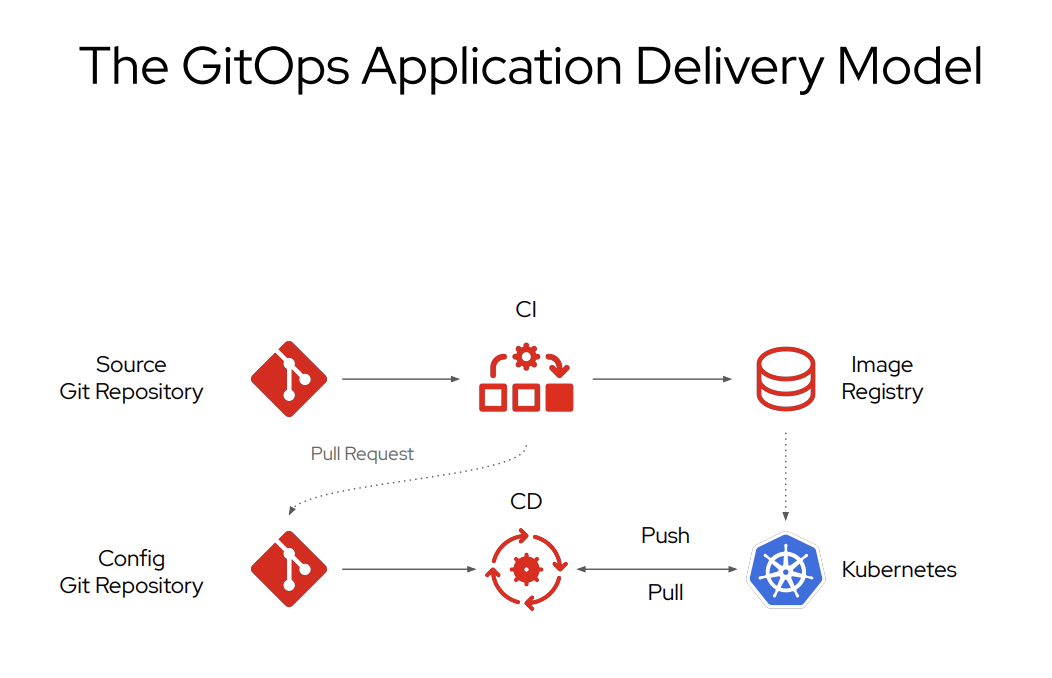 The GitOps Application Delivery Model
CI
Source
Git Repository
Image
Registry
Pull Request
CD
Config
Git Repository
Push
Pull
Kubernetes